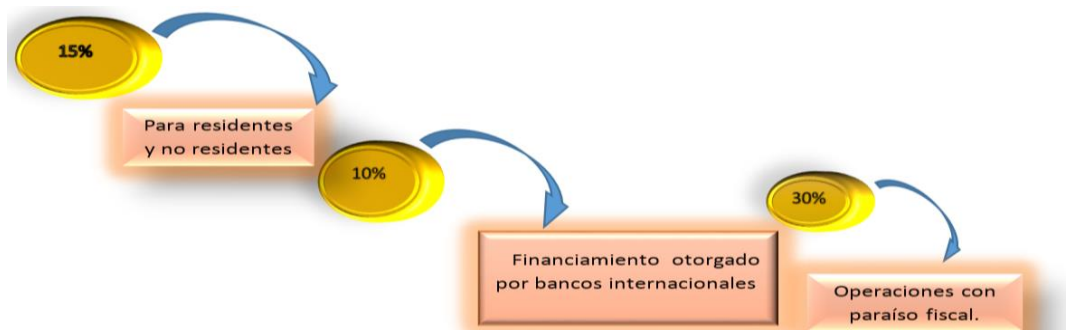 15%
Para residentes
y no residentes
10%
Financiamiento otorgado
por bancos internacionales
30%
Operaciones con
paraíso fiscal.